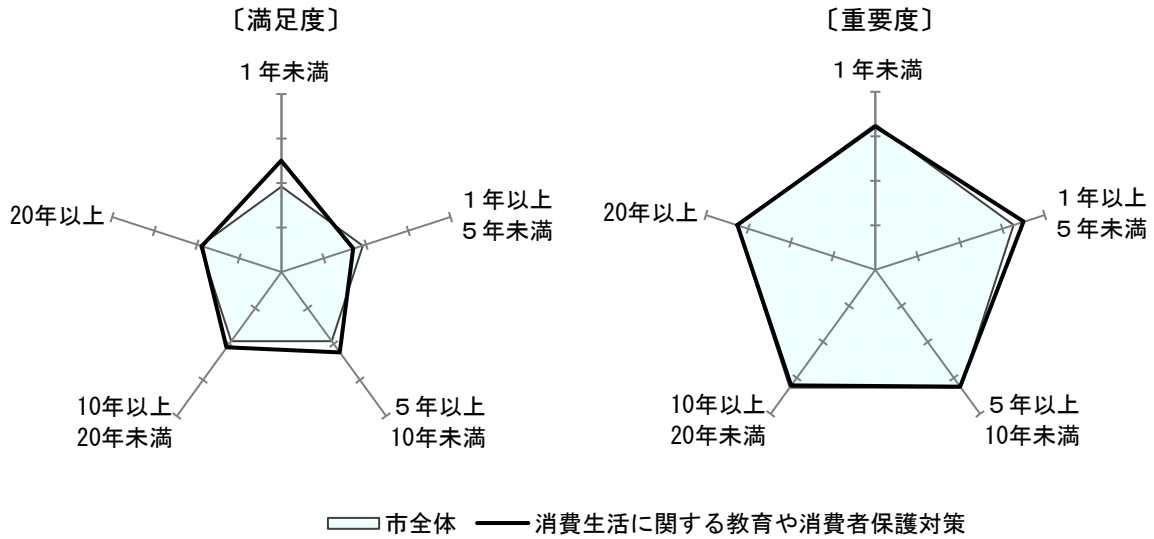 〔満足度〕
１年未満
１年以上
５年未満
５年以上
10年未満
10年以上
20年未満
20年以上
〔重要度〕
１年未満
１年以上
５年未満
５年以上
10年未満
10年以上
20年未満
20年以上
市全体
消費生活に関する教育や消費者保護対策